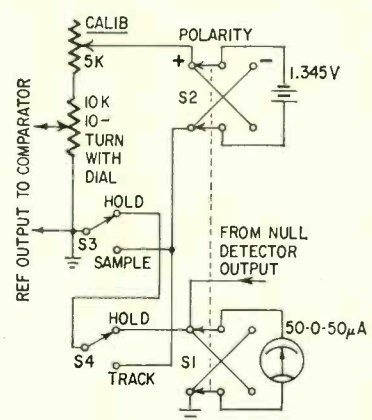 CALIB
5K
POLARITY
+
-
S2
1.345V
10K
10-
TURN
WITH
DIAL
REF OUTPUT TO COMPARATOR
HOLD
S3
SAMPLE
FROM NULL
DETECTOR
OUTPUT
HOLD
S4
TRACK
S1
50-0-50µA